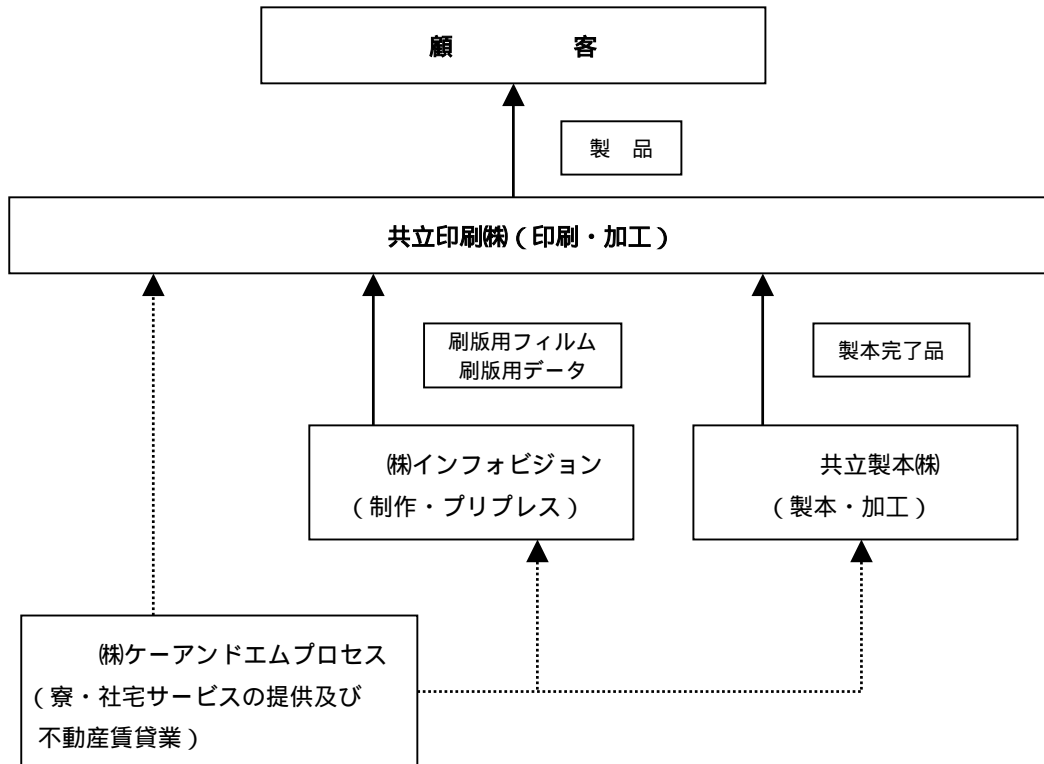 顧　客
製　品
共立印刷㈱（印刷・加工）
刷版用フィルム
刷版用データ
製本完了品
㈱インフォビジョン
（制作・プリプレス）
共立製本㈱
（製本・加工）
㈱ケーアンドエムプロセス
（寮・社宅サービスの提供及び
不動産賃貸業）